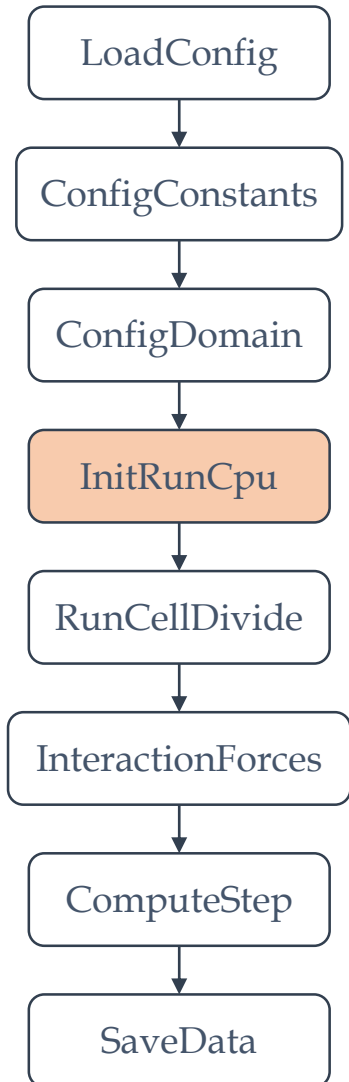 LoadConfig
ConfigConstants
ConfigDomain
InitRunCpu
RunCellDivide
InteractionForces
ComputeStep
SaveData